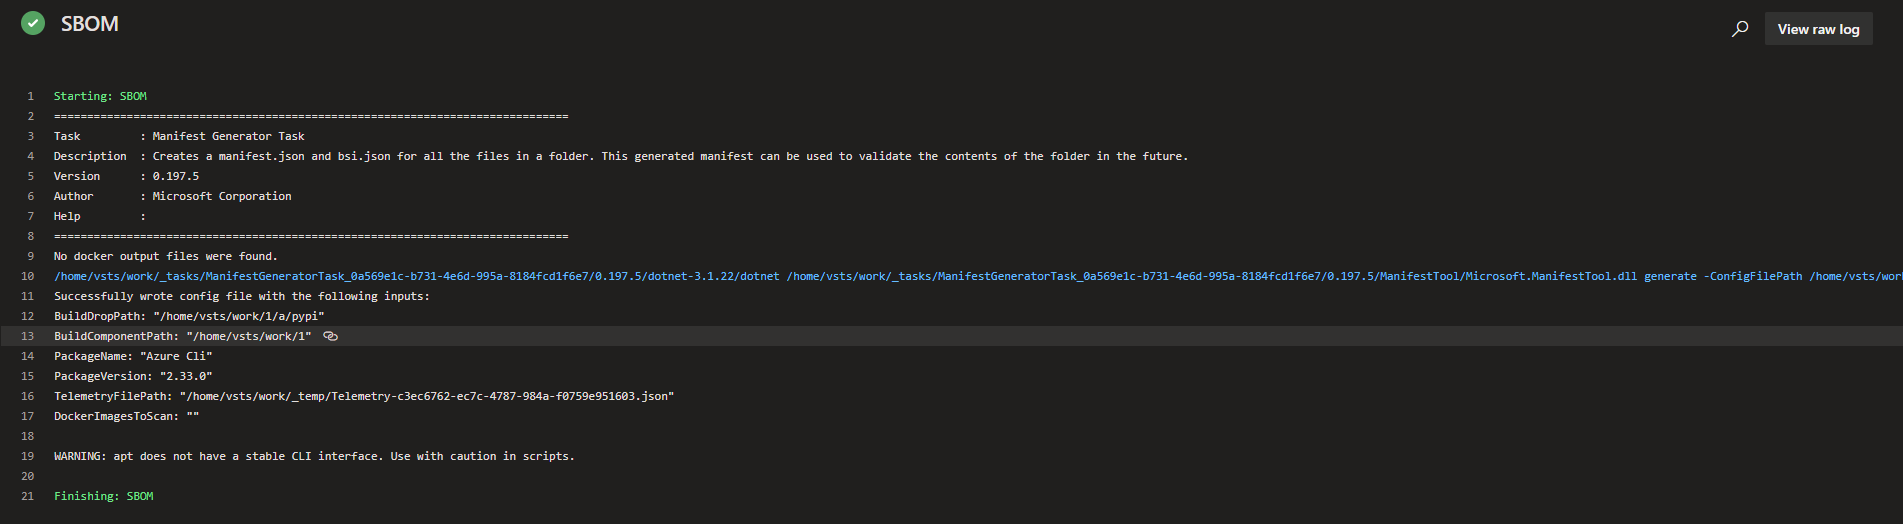 SBOM
View raw log
1 Starting: SBOM
2 ==============================================================================
3 Task         : Manifest Generator Task
4 Description  : Creates a manifest.json and bsi.json for all the files in a folder. This generated manifest can be used to validate the contents of the folder in the future.
5 Version      : 0.197.5
6 Author       : Microsoft Corporation
7 Help         :
8 ==============================================================================
9 No docker output files were found.
10 /home/vsts/work/_tasks/ManifestGeneratorTask_0a569e1c-b731-4e6d-995a-8184fcd1f6e7/0.197.5/dotnet-3.1.22/dotnet /home/vsts/work/_tasks/ManifestGeneratorTask_0a569e1c-b731-4e6d-995a-8184fcd1f6e7/0.197.5/ManifestTool/Microsoft.ManifestTool.dll generate -ConfigFilePath /home/vsts/wor
11 Successfully wrote config file with the following inputs:
12 BuildDropPath: "/home/vsts/work/1/a/pypi"
13 BuildComponentPath: "/home/vsts/work/1"
14 PackageName: "Azure Cli"
15 PackageVersion: "2.33.0"
16 TelemetryFilePath: "/home/vsts/work/_temp/Telemetry-c3ec6762-ec7c-4787-984a-f0759e951603.json"
17 DockerImagesToScan: ""
18
19 WARNING: apt does not have a stable CLI interface. Use with caution in scripts.
20
21 Finishing: SBOM